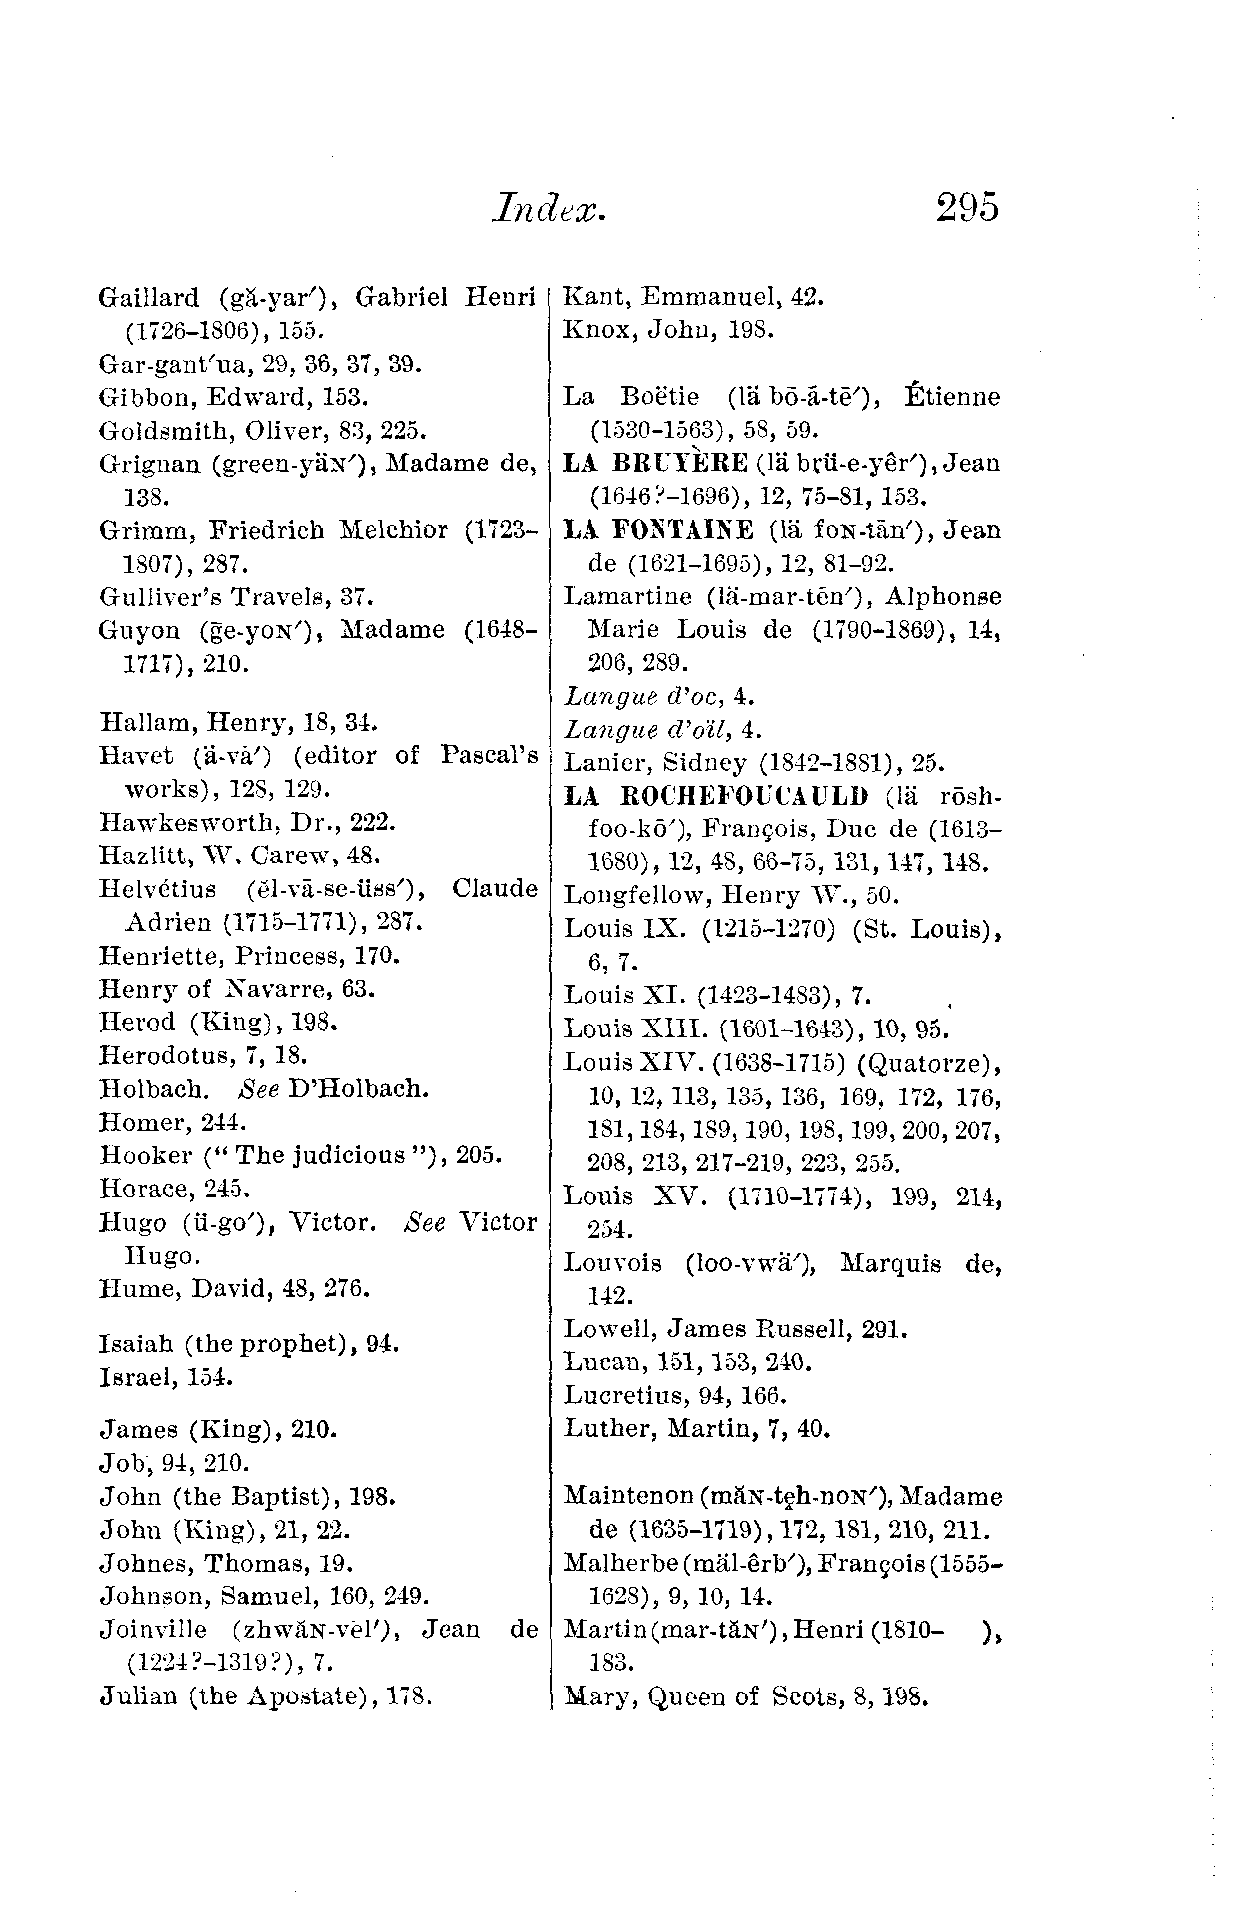 Index.
295
Gaillard (gă-yar′), Gabriel Henri
(1726–1806), 155.
Gar-gant′ua, 29, 36, 37, 39.
Gibbon, Edward, 153.
Goldsmith, Oliver, 83, 225.
Grignan (green-yäN′), Madame de,
138.
Grimm, Friedrich Melchior (1723–
1807), 287.
Gulliver's Travels, 37.
Guyon (ḡe-yoN′), Madame (1648–
1717), 210.
Hallam, Henry, 18, 34.
Havet (ä-vā′) (editor of Pascal's
works), 128, 129.
Hawkesworth, Dr., 222.
Hazlitt, W. Carew, 48.
Helvétius (ĕl-vā-se-üss′), Claude
Adrien (1715–1771), 287.
Henriette, Princess, 170.
Henry of Navarre, 63.
Herod (King), 198.
Herodotus, 7, 18.
Holbach. See D'Holbach.
Homer, 244.
Hooker (“The judicious”), 205.
Horace, 245.
Hugo (ü-go′), Victor. See Victor
Hugo.
Hume, David, 48, 276.
Isaiah (the prophet), 94.
Israel, 154.
James (King), 210.
Job, 94, 210.
John (the Baptist), 198.
John (King), 21, 22.
Johnes, Thomas, 19.
Johnson, Samuel, 160, 249.
Joinville (zhwăN-vēl′), Jean de
(1224?–1319?), 7.
Julian (the Apostate), 178.
Kant, Emmanuel, 42.
Knox, John, 198.
La Boëtie (lä bō-ā-tē′), Étienne
(1530–1563), 58, 59.
LA BRUYÈRE (lä brü-e-yêr′), Jean
(1646?–1696), 12, 75–81, 153.
LA FONTAINE (lä foN-tān′), Jean
de (1621–1695), 12, 81–92.
Lamartine (lä-mar-tēn′), Alphonse
Marie Louis de (1790–1869), 14,
206, 289.
Langue d'oc, 4.
Langue d'oïl, 4.
Lanier, Sidney (1842–1881), 25.
LA ROCHEFOUCAULD (lä rōsh-
foo-kō′), François, Duc de (1613–
1680), 12, 48, 66–75, 131, 147, 148.
Longfellow, Henry W., 50.
Louis IX. (1215–1270) (St. Louis),
6, 7.
Louis XI. (1423–1483), 7.
Louis XIII. (1601–1643), 10, 95.
Louis XIV. (1638–1715) (Quatorze),
10, 12, 113, 135, 136, 169, 172, 176,
181, 184, 189, 190, 198, 199, 200, 207,
208, 213, 217–219, 223, 255.
Louis XV. (1710–1774), 199, 214,
254.
Louvois (loo-vwä′), Marquis de,
142.
Lowell, James Russell, 291.
Lucan, 151, 153, 240.
Lucretius, 94, 166.
Luther, Martin, 7, 40.
Maintenon (măN-tẹh-noN′), Madame
de (1635–1719), 172, 181, 210, 211.
Malherbe (mäl-êrb′), François (1555–
1628), 9, 10, 14.
Martin (mar-tăN′), Henri (1810–   ),
183.
Mary, Queen of Scots, 8, 198.